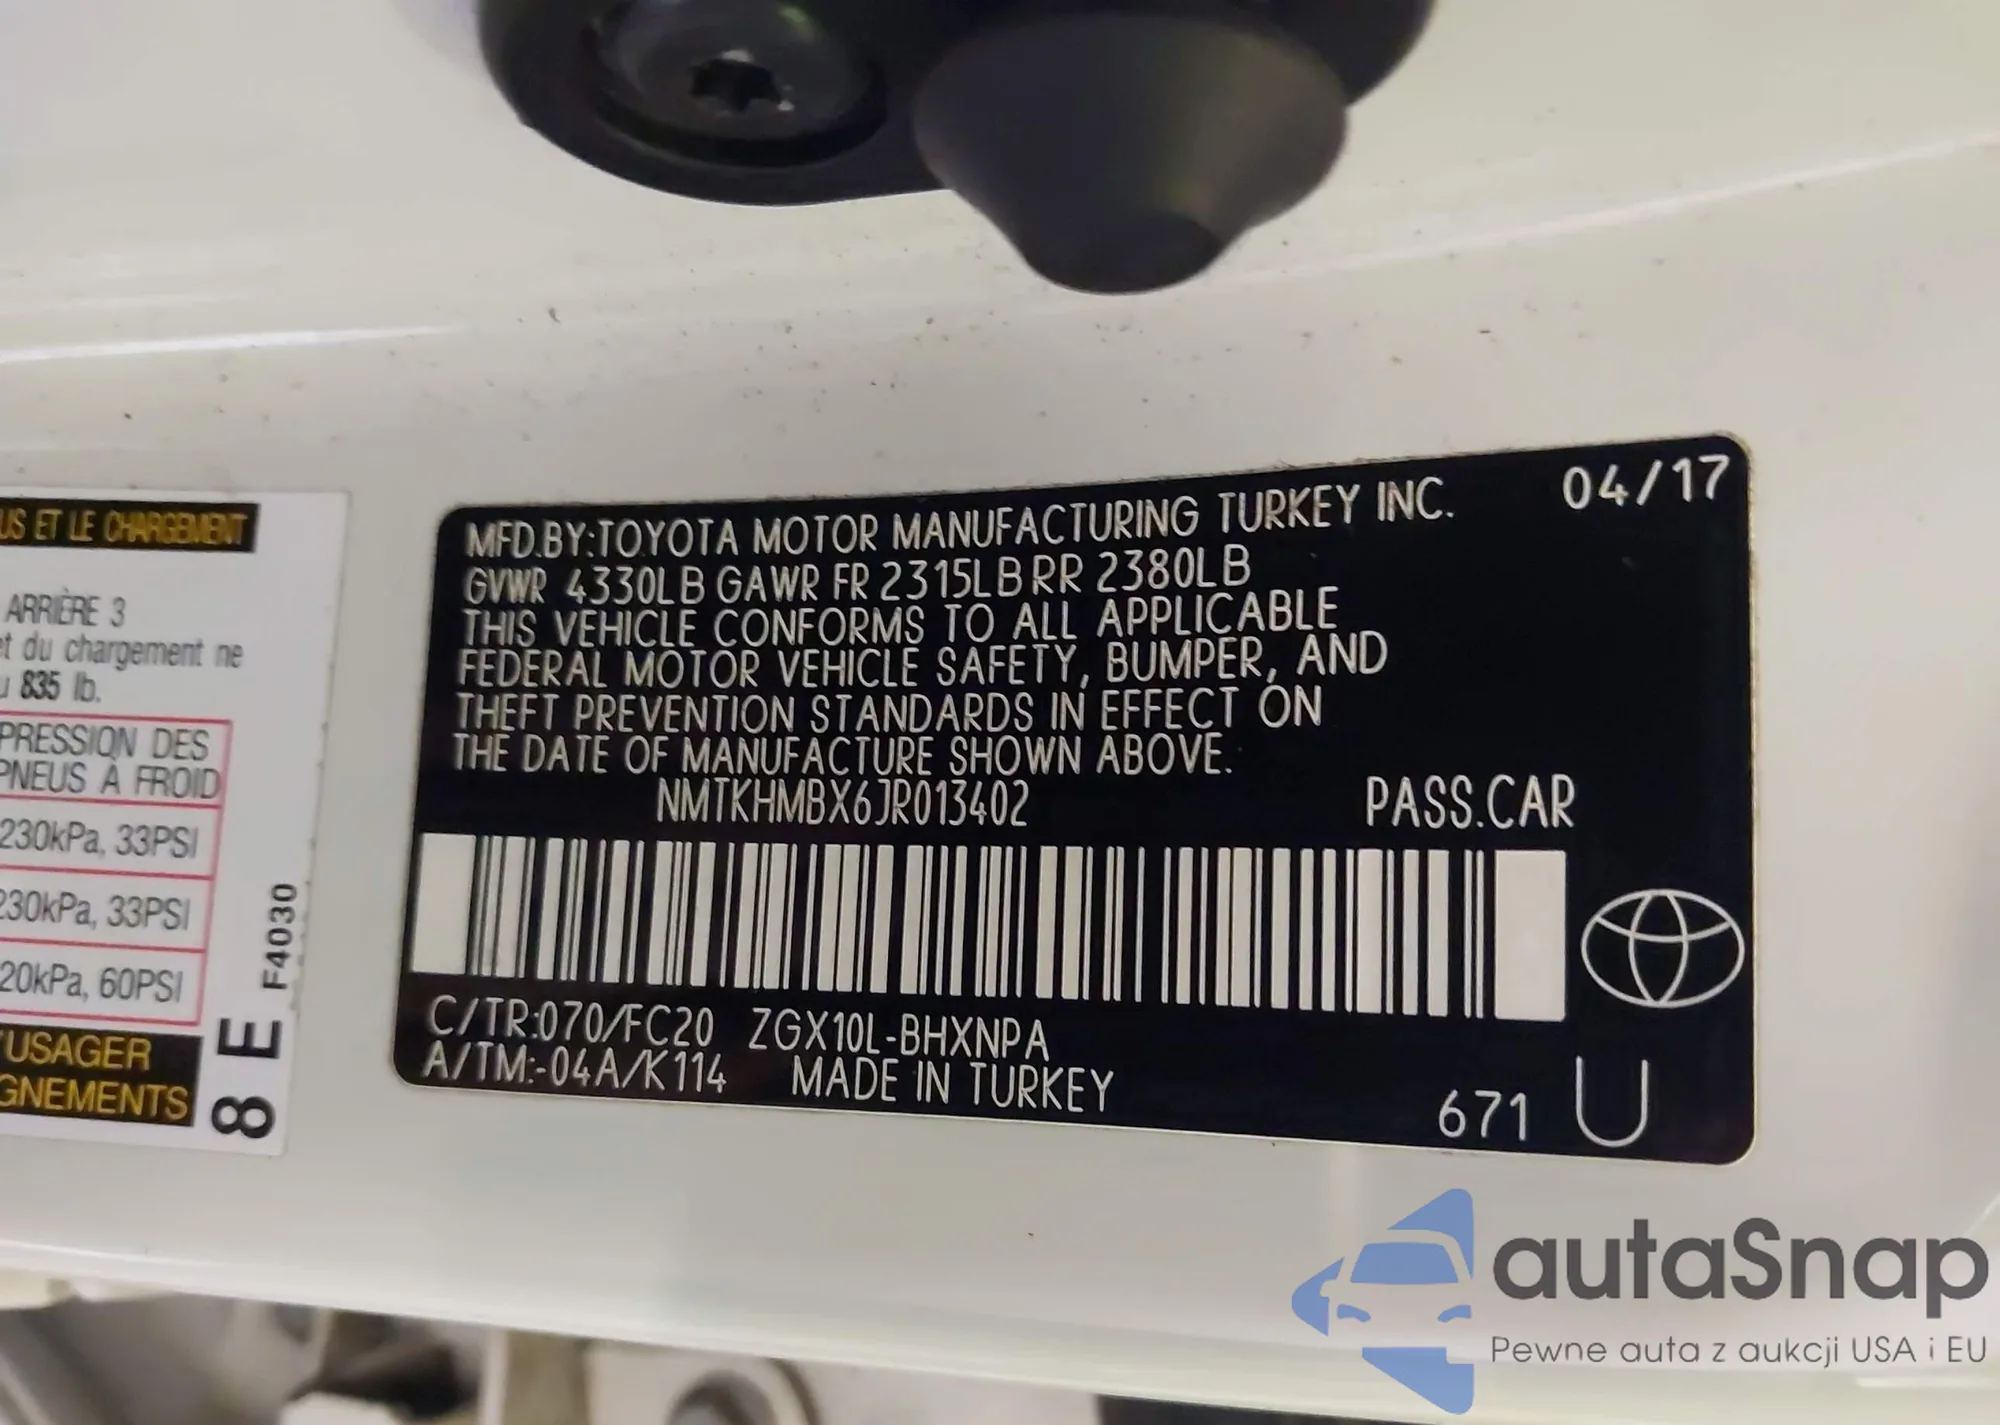 US ET LE CHARGEMENT
ARRIÈRE 3
et du chargement ne
835 lb.
PRESSION DES
PNEUS À FROID
230kPa, 33PSI
230kPa, 33PSI
20kPa, 60PSI
USAGER
GNEMENTS
8 E
F4030
MFD.BY:TOYOTA MOTOR MANUFACTURING TURKEY INC. 04/17
GVWR 4330LB GAWR FR 2315LB RR 2380LB
THIS VEHICLE CONFORMS TO ALL APPLICABLE
FEDERAL MOTOR VEHICLE SAFETY, BUMPER, AND
THEFT PREVENTION STANDARDS IN EFFECT ON
THE DATE OF MANUFACTURE SHOWN ABOVE.
NMTKHMBX6JR013402 PASS.CAR
C/TR:070/FC20 ZGX10L-BHXNPA
A/TM:-04A/K114 MADE IN TURKEY
671 U
autaSnap
Pewne auta z aukcji USA i EU